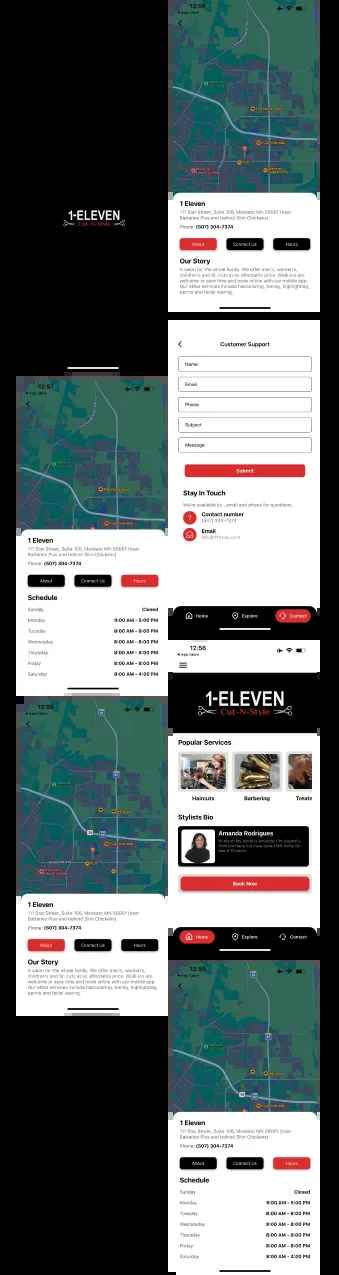 1-ELEVEN
Cut-N-Style
12:56
App Store
1 Eleven
111 Star Street, Suite 106, Mankato MN 56001 (near
Batteries Plus and behind Slim Chickens)
Phone: (507) 304-7374
About
Connect Us
Hours
Our Story
A salon for the whole family. We offer men's, women's,
children's and Sr. cuts at an affordable price. Walk-ins are
welcome or save time and book online with our mobile app.
Our other services include haircoloring, toning, highlighting,
perms and facial waxing.
Customer Support
Name
Email
Phone
Subject
Message
Submit
Stay in Touch
We're available by , email and phone for questions.
Contact number
(507) 304-7374
Email
Home
Explore
Contact
12:57
App Store
1 Eleven
111 Star Street, Suite 106, Mankato MN 56001 (near
Batteries Plus and behind Slim Chickens)
Phone: (507) 304-7374
About
Connect Us
Hours
Schedule
Sunday Closed
Monday 9:00 AM - 5:00 PM
Tuesday 8:00 AM - 8:00 PM
Wednesday 8:00 AM - 8:00 PM
Thursday 8:00 AM - 8:00 PM
Friday 8:00 AM - 8:00 PM
Saturday 8:00 AM - 4:00 PM
12:56
App Store
1-ELEVEN
Cut-N-Style
Popular Services
Haircuts
Barbering
Treatm
Stylists Bio
Amanda Rodrigues
Book Now
Home
Explore
Contact
12:59
App Store
1 Eleven
111 Star Street, Suite 106, Mankato MN 56001 (near
Batteries Plus and behind Slim Chickens)
Phone: (507) 304-7374
About
Connect Us
Hours
Our Story
A salon for the whole family. We offer men's, women's,
children's and Sr. cuts at an affordable price. Walk-ins are
welcome or save time and book online with our mobile app.
Our other services include haircoloring, toning, highlighting,
perms and facial waxing.
12:59
App Store
1 Eleven
111 Star Street, Suite 106, Mankato MN 56001 (near
Batteries Plus and behind Slim Chickens)
Phone: (507) 304-7374
About
Connect Us
Hours
Schedule
Sunday Closed
Monday 9:00 AM - 5:00 PM
Tuesday 8:00 AM - 8:00 PM
Wednesday 8:00 AM - 8:00 PM
Thursday 8:00 AM - 8:00 PM
Friday 8:00 AM - 8:00 PM
Saturday 8:00 AM - 4:00 PM